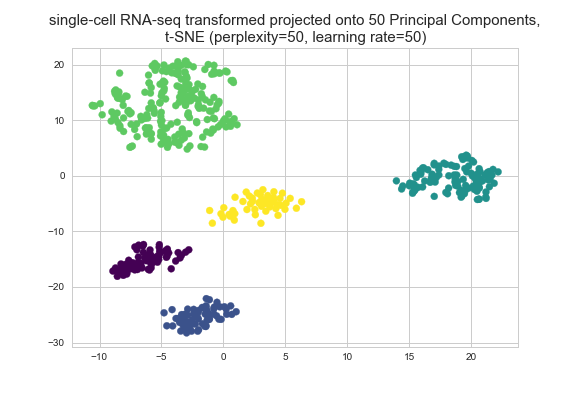 single-cell RNA-seq transformed projected onto 50 Principal Components,
t-SNE (perplexity=50, learning rate=50)
20
10
0
−10
−20
−30
−10 −5 0 5 10 15 20